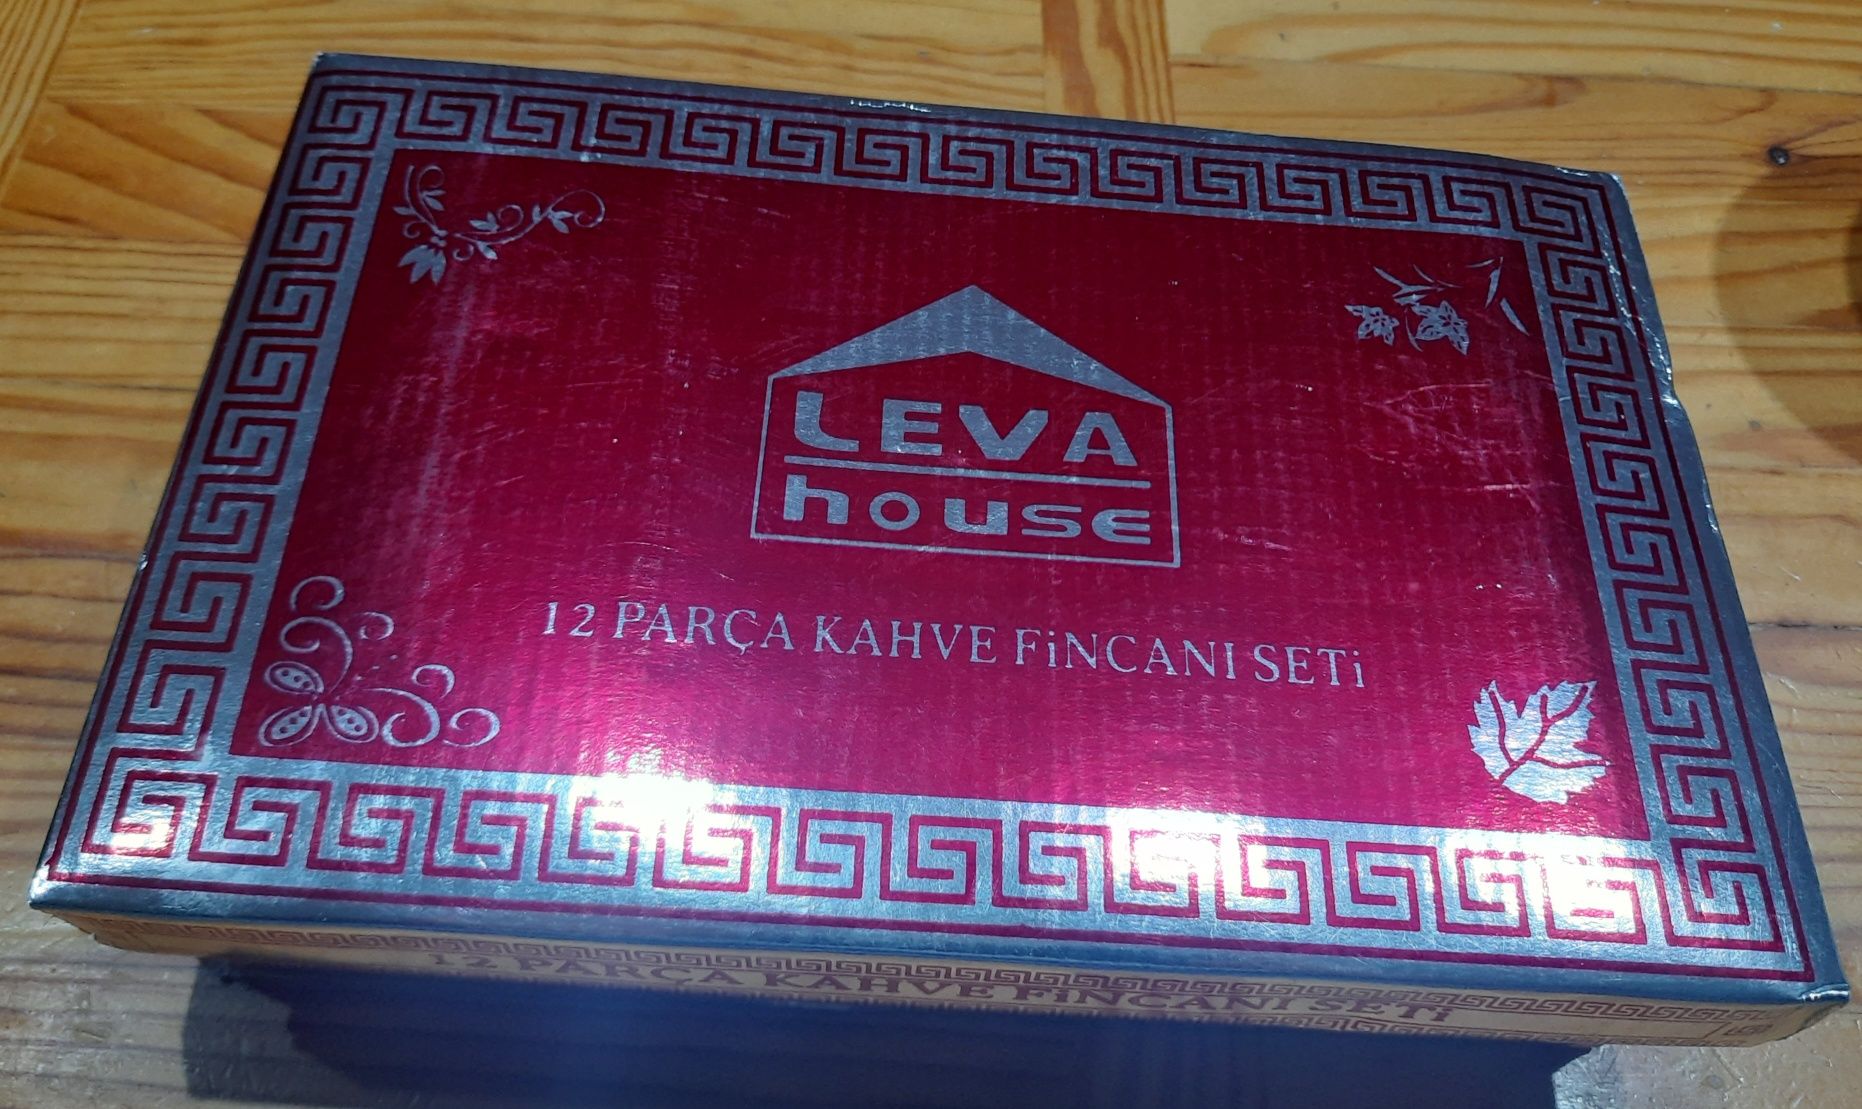 LEVA
house
12 PARÇA KAHVE FiNCANI SETi
12 PARÇA KAHVE FiNCANI SETi